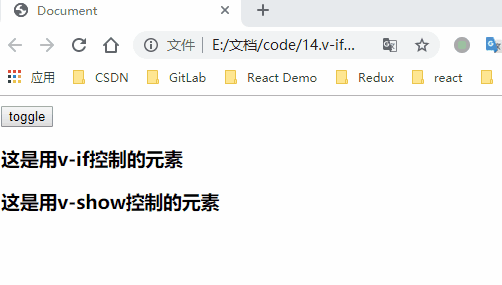 Document
文件 E:/文档/code/14.v-if...
应用 CSDN GitLab React Demo Redux react
toggle
这是用v-if控制的元素
这是用v-show控制的元素